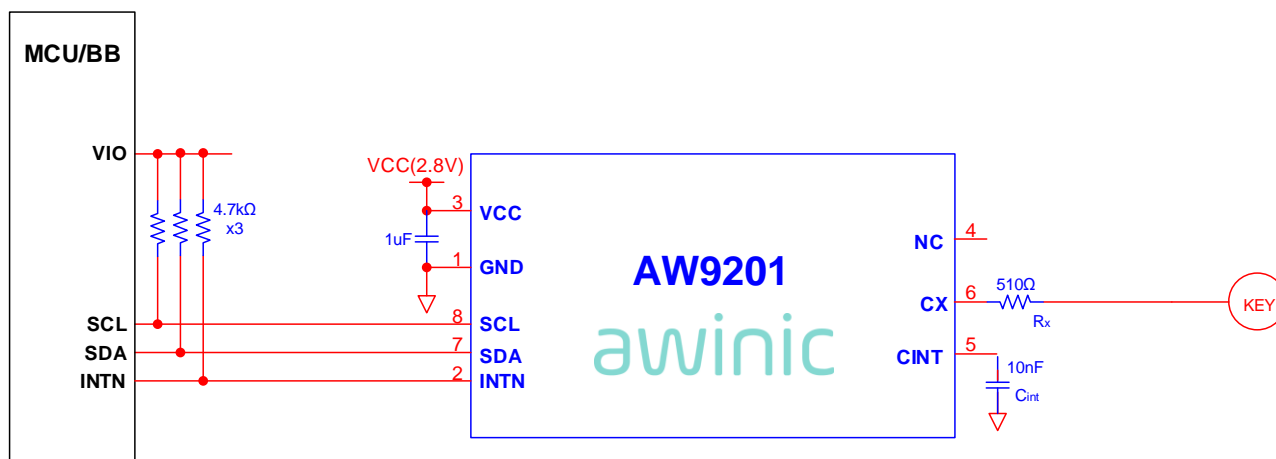 MCU/BB
VIO
4.7kΩ
x3
SCL
SDA
INTN
VCC(2.8V)
1uF
3
1
8
7
2
VCC
GND
SCL
SDA
INTN
AW9201
awinic
NC
CX
CINT
4
6
5
510Ω
Rx
10nF
Cint
KEY